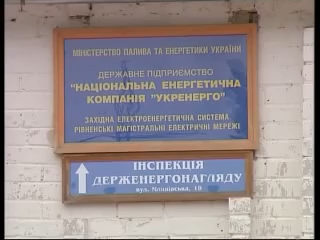 МІНІСТЕРСТВО ПАЛИВА ТА ЕНЕРГЕТИКИ УКРАЇНИ
ДЕРЖАВНЕ ПІДПРИЄМСТВО
"НАЦІОНАЛЬНА ЕНЕРГЕТИЧНА
КОМПАНІЯ "УКРЕНЕРГО"
ЗАХІДНА ЕЛЕКТРОЕНЕРГЕТИЧНА СИСТЕМА
РІВНЕНСЬКІ МАГІСТРАЛЬНІ ЕЛЕКТРИЧНІ МЕРЕЖІ
ІНСПЕКЦІЯ
ДЕРЖЕНЕРГОНАГЛЯДУ
вул.